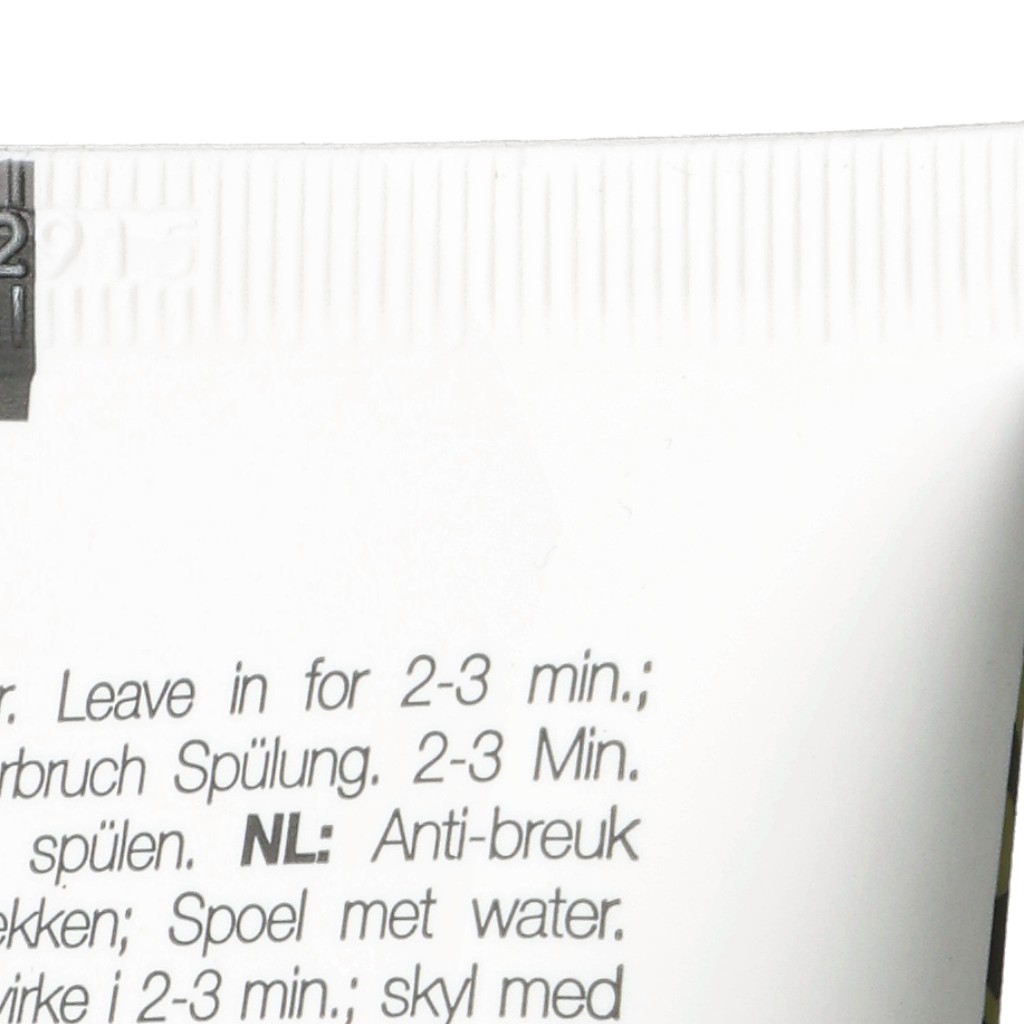 2915
r. Leave in for 2-3 min.;
rbruch Spülung. 2-3 Min.
spülen. NL: Anti-breuk
ekken; Spoel met water.
virke i 2-3 min.; skyl med